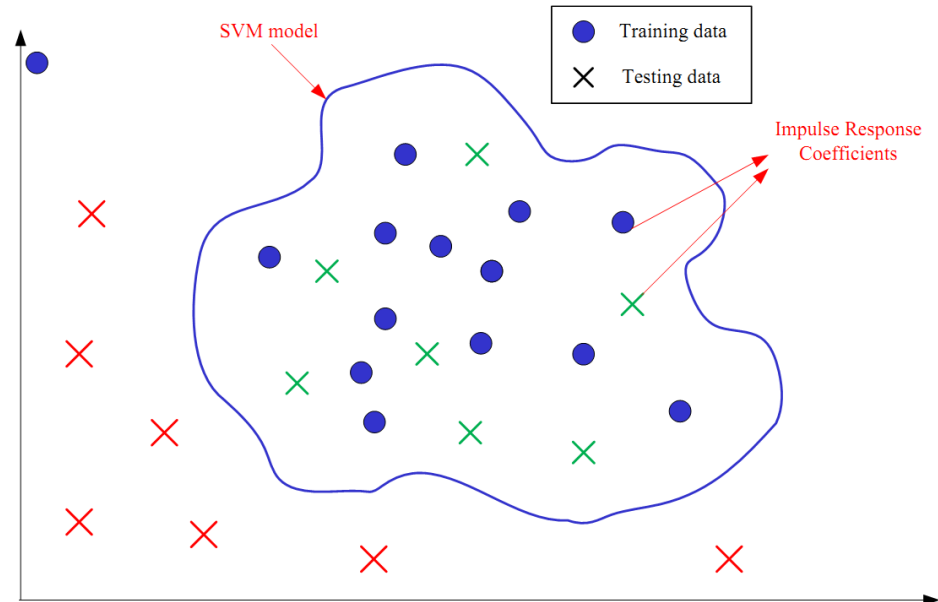 SVM model
Training data
Testing data
Impulse Response
Coefficients